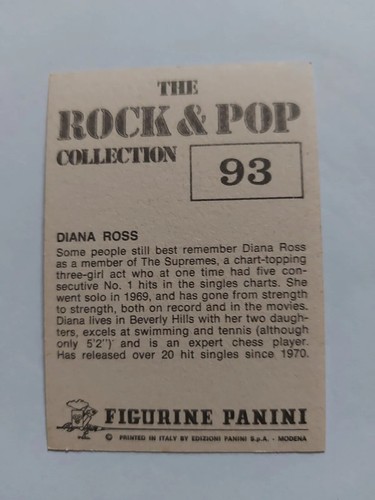 THE
ROCK & POP
COLLECTION
93
DIANA ROSS
Some people still best remember Diana Ross
as a member of The Supremes, a chart-topping
three-girl act who at one time had five con-
secutive No. 1 hits in the singles charts. She
went solo in 1969, and has gone from strength
to strength, both on record and in the movies.
Diana lives in Beverly Hills with her two daugh-
ters, excels at swimming and tennis (although
only 5'2") and is an expert chess player.
Has released over 20 hit singles since 1970.
FIGURINE PANINI
© PRINTED IN ITALY BY EDIZIONI PANINI S.p.A. - MODENA